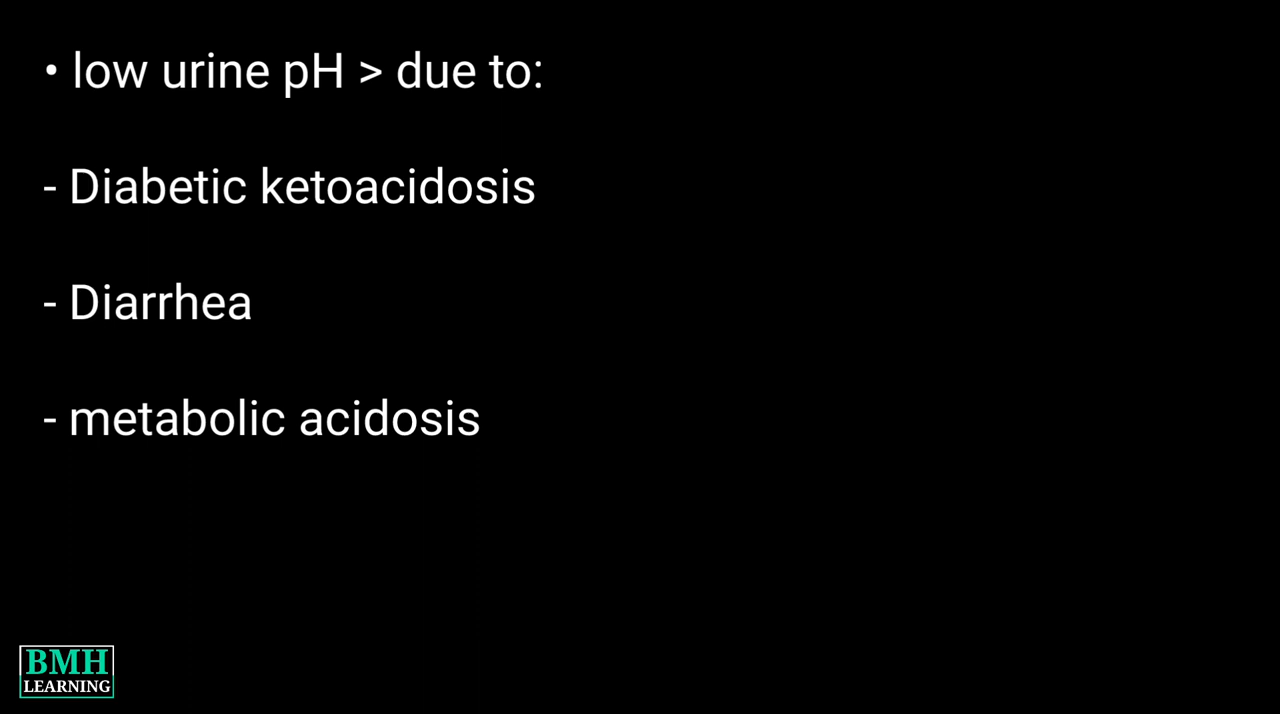 • low urine pH > due to:
- Diabetic ketoacidosis
- Diarrhea
- metabolic acidosis
BMH
LEARNING